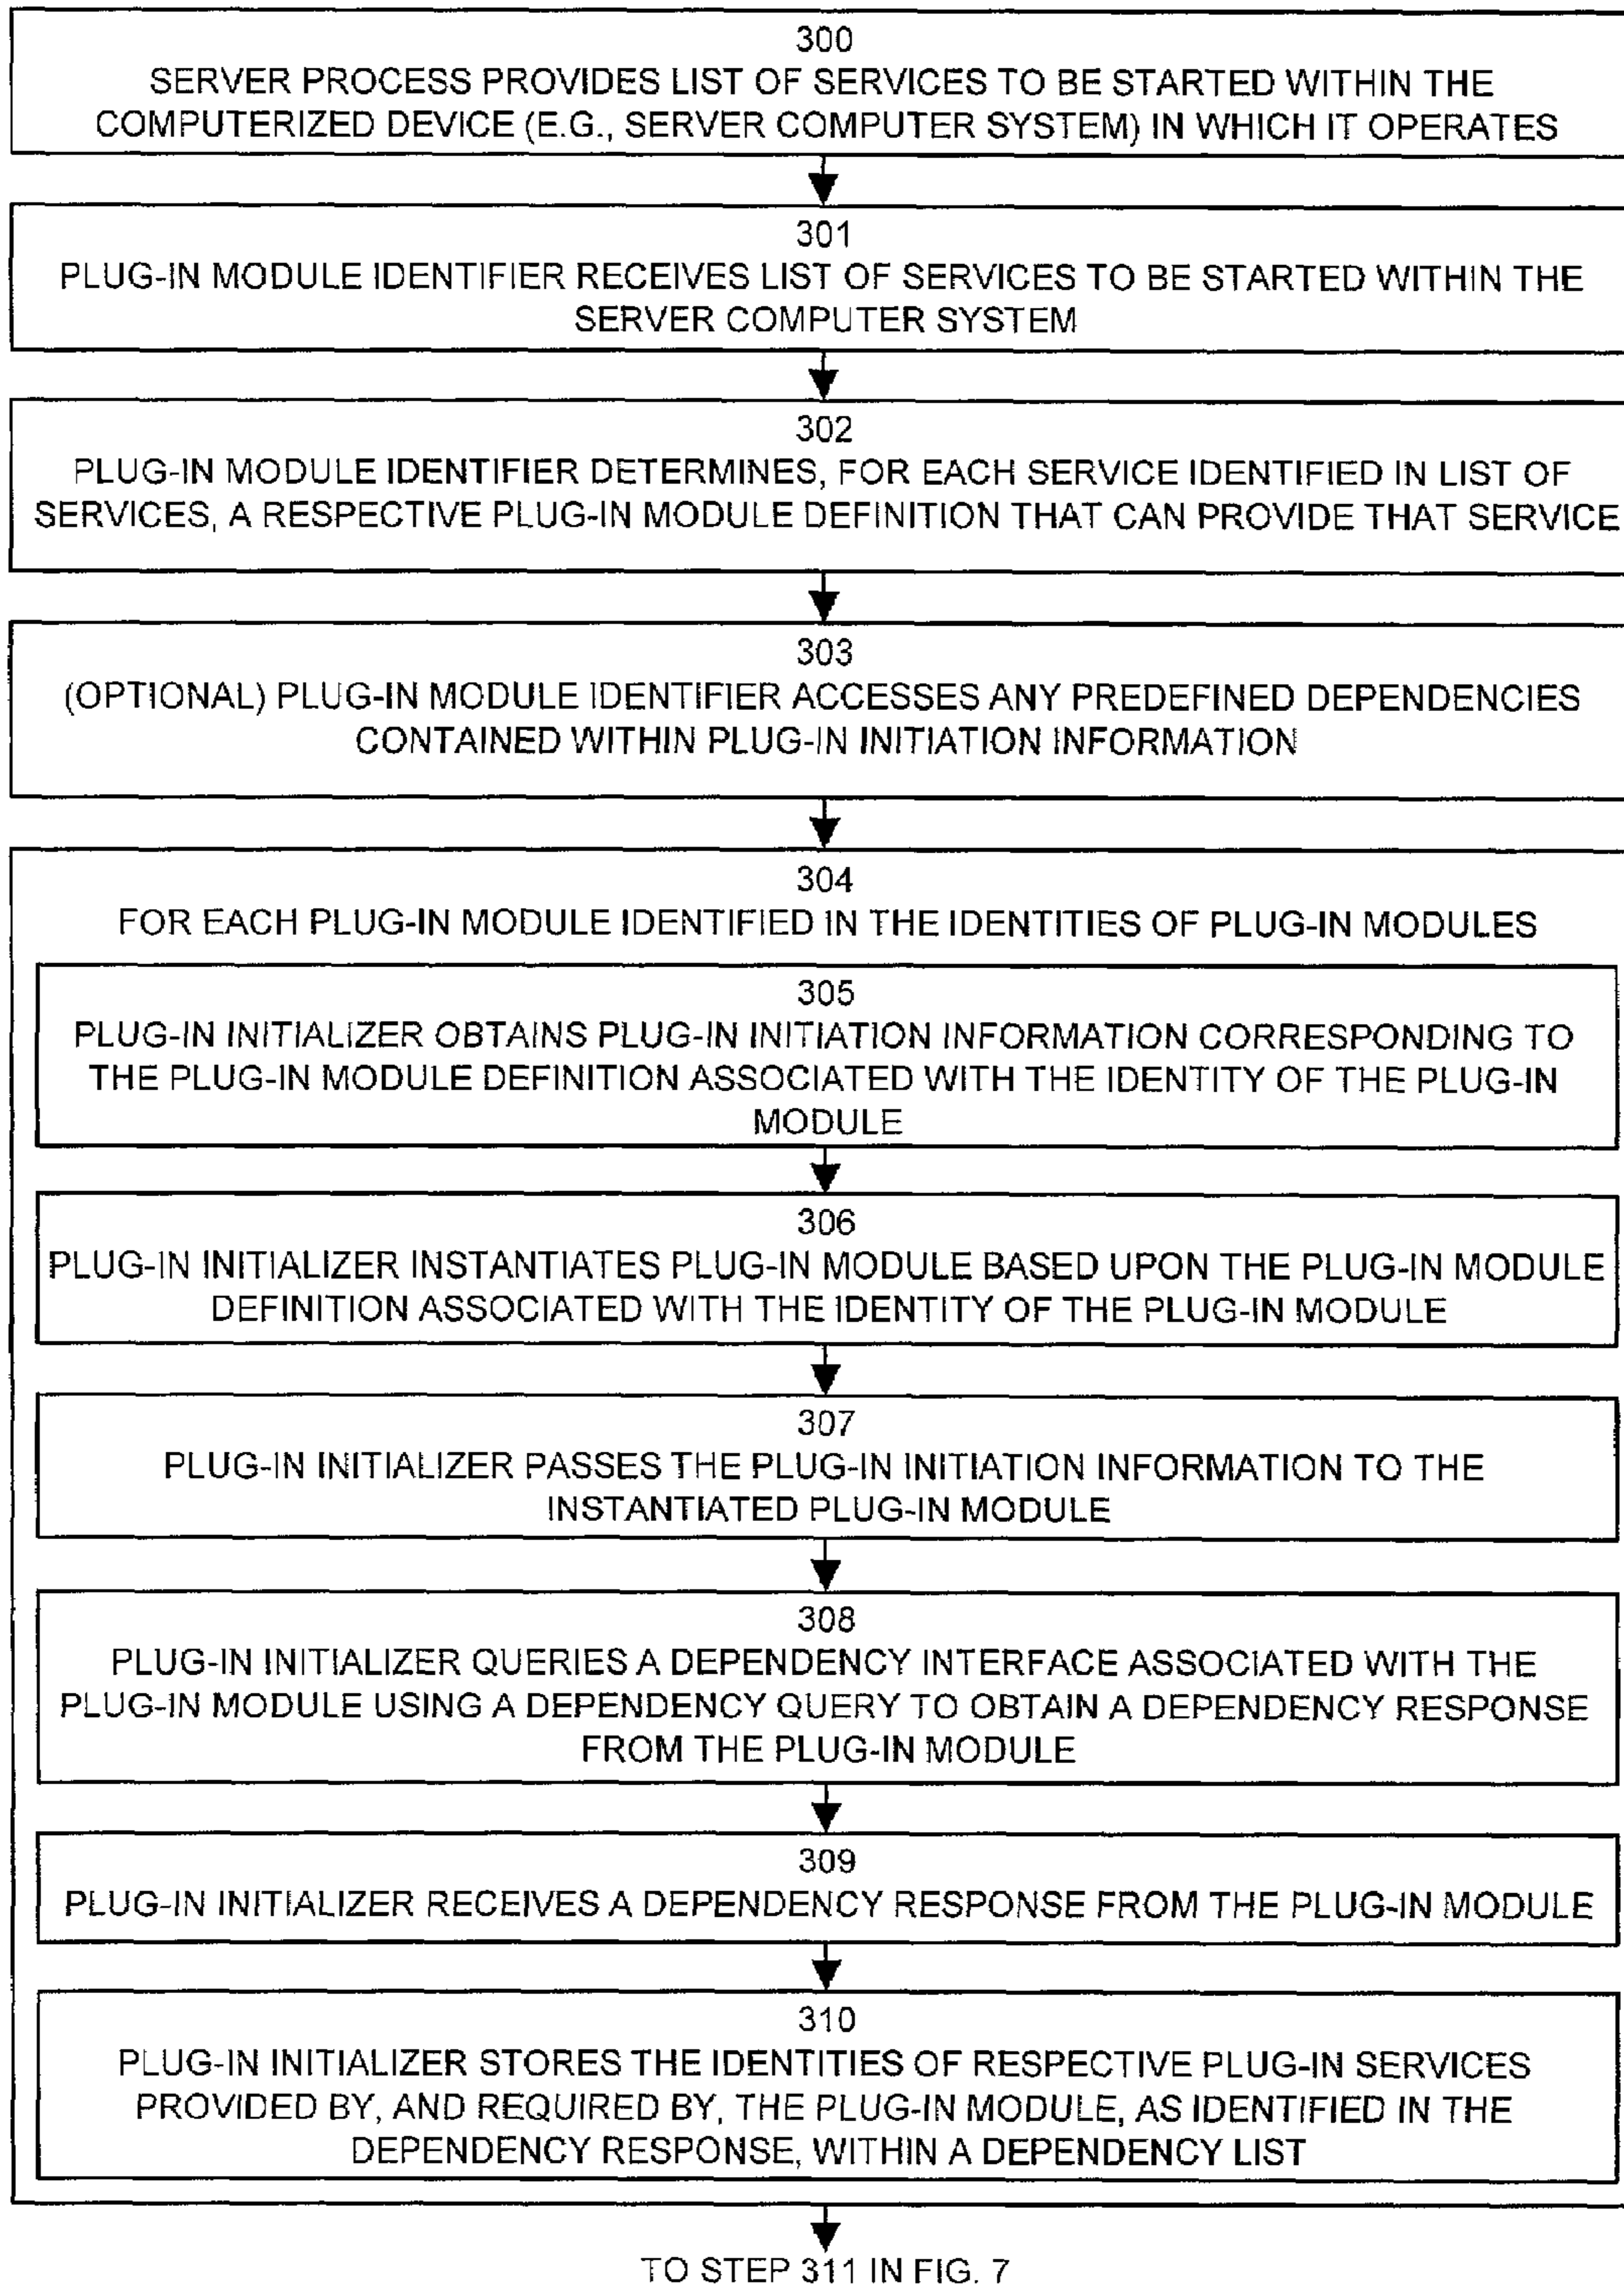 300
SERVER PROCESS PROVIDES LIST OF SERVICES TO BE STARTED WITHIN THE
COMPUTERIZED DEVICE (E.G., SERVER COMPUTER SYSTEM) IN WHICH IT OPERATES
301
PLUG-IN MODULE IDENTIFIER RECEIVES LIST OF SERVICES TO BE STARTED WITHIN THE
SERVER COMPUTER SYSTEM
302
PLUG-IN MODULE IDENTIFIER DETERMINES, FOR EACH SERVICE IDENTIFIED IN LIST OF
SERVICES, A RESPECTIVE PLUG-IN MODULE DEFINITION THAT CAN PROVIDE THAT SERVICE
303
(OPTIONAL) PLUG-IN MODULE IDENTIFIER ACCESSES ANY PREDEFINED DEPENDENCIES
CONTAINED WITHIN PLUG-IN INITIATION INFORMATION
304
FOR EACH PLUG-IN MODULE IDENTIFIED IN THE IDENTITIES OF PLUG-IN MODULES
305
PLUG-IN INITIALIZER OBTAINS PLUG-IN INITIATION INFORMATION CORRESPONDING TO
THE PLUG-IN MODULE DEFINITION ASSOCIATED WITH THE IDENTITY OF THE PLUG-IN
MODULE
306
PLUG-IN INITIALIZER INSTANTIATES PLUG-IN MODULE BASED UPON THE PLUG-IN MODULE
DEFINITION ASSOCIATED WITH THE IDENTITY OF THE PLUG-IN MODULE
307
PLUG-IN INITIALIZER PASSES THE PLUG-IN INITIATION INFORMATION TO THE
INSTANTIATED PLUG-IN MODULE
308
PLUG-IN INITIALIZER QUERIES A DEPENDENCY INTERFACE ASSOCIATED WITH THE
PLUG-IN MODULE USING A DEPENDENCY QUERY TO OBTAIN A DEPENDENCY RESPONSE
FROM THE PLUG-IN MODULE
309
PLUG-IN INITIALIZER RECEIVES A DEPENDENCY RESPONSE FROM THE PLUG-IN MODULE
310
PLUG-IN INITIALIZER STORES THE IDENTITIES OF RESPECTIVE PLUG-IN SERVICES
PROVIDED BY, AND REQUIRED BY, THE PLUG-IN MODULE, AS IDENTIFIED IN THE
DEPENDENCY RESPONSE, WITHIN A DEPENDENCY LIST
TO STEP 311 IN FIG. 7